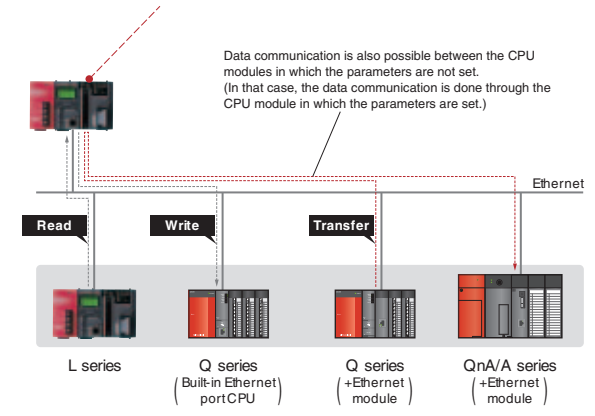 Data communication is also possible between the CPU
modules in which the parameters are not set.
(In that case, the data communication is done through the
CPU module in which the parameters are set.)
Ethernet
Read
Write
Transfer
L series
Q series
(Built-in Ethernet
port CPU)
Q series
(+Ethernet
module)
QnA/A series
(+Ethernet
module)